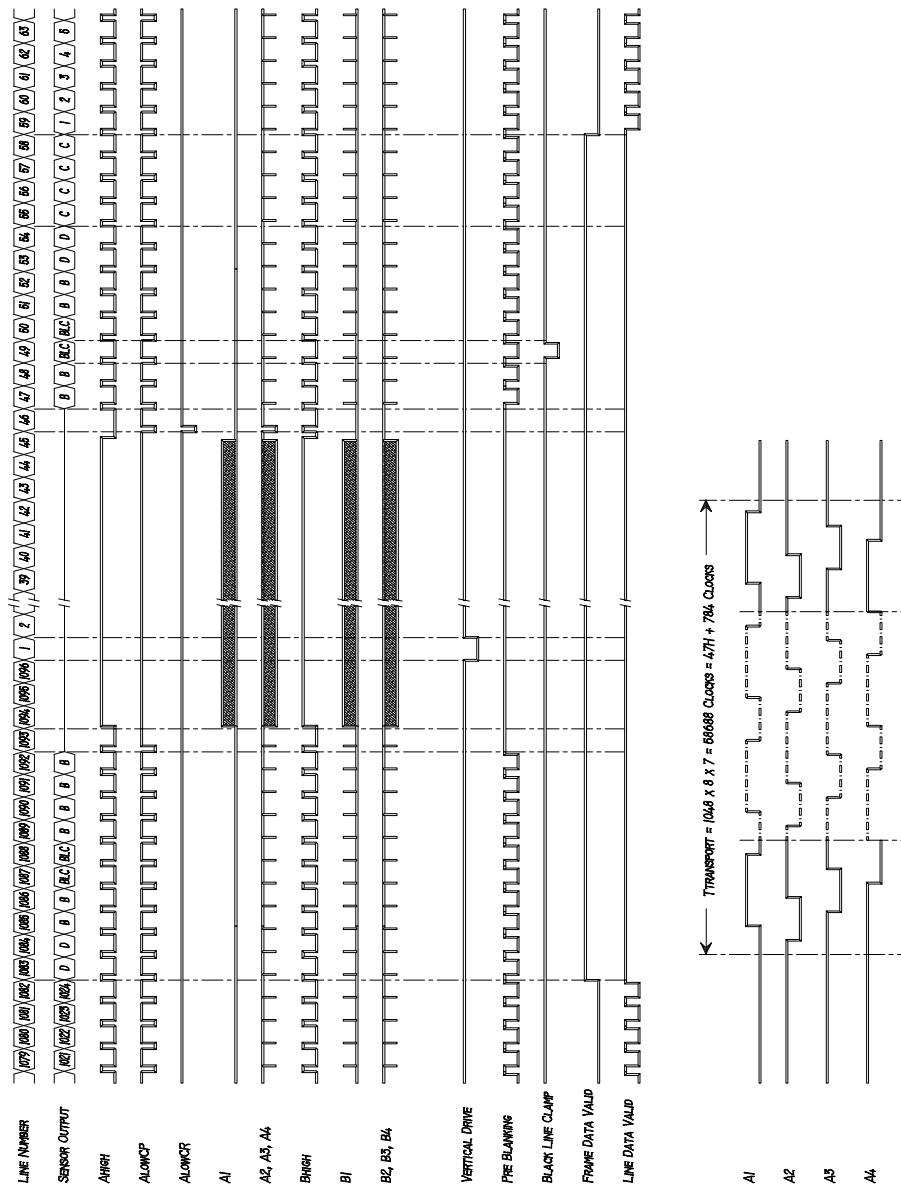 LINE NUMBER 1079 1080 1081 1082 1083 1084 1085 1086 1087 1088 1089 1090 1091 1092 1093 1094 1095 1096 1 2 39 40 41 42 43 44 45 46 47 48 49 50 51 52 53 54 55 56 57 58 59 60 61 62 63
SENSOR OUTPUT 1021 1022 1023 1024 D D B B BLC BLC B B B B B B BLC BLC B B D D C C C C 1 2 3 4 5
AHIGH
ALOWCP
ALOWCR
A1
A2, A3, A4
BHIGH
B1
B2, B3, B4
VERTICAL DRIVE
PRE BLANKING
BLACK LINE CLAMP
FRAME DATA VALID
LINE DATA VALID
TTRANSPORT = 1048 X 8 X 7 = 58688 CLOCKS = 47H + 784 CLOCKS
A1
A2
A3
A4